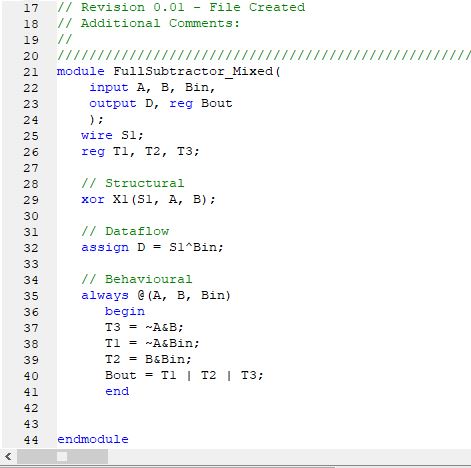 17 // Revision 0.01 - File Created
18 // Additional Comments:
19 //
20 //////////////////////////////////////////////////////
21 module FullSubtractor_Mixed(
22 input A, B, Bin,
23 output D, reg Bout
24 );
25 wire S1;
26 reg T1, T2, T3;
27
28 // Structural
29 xor X1(S1, A, B);
30
31 // Dataflow
32 assign D = S1^Bin;
33
34 // Behavioural
35 always @(A, B, Bin)
36 begin
37 T3 = ~A&B;
38 T1 = ~A&Bin;
39 T2 = B&Bin;
40 Bout = T1 | T2 | T3;
41 end
42
43
44 endmodule